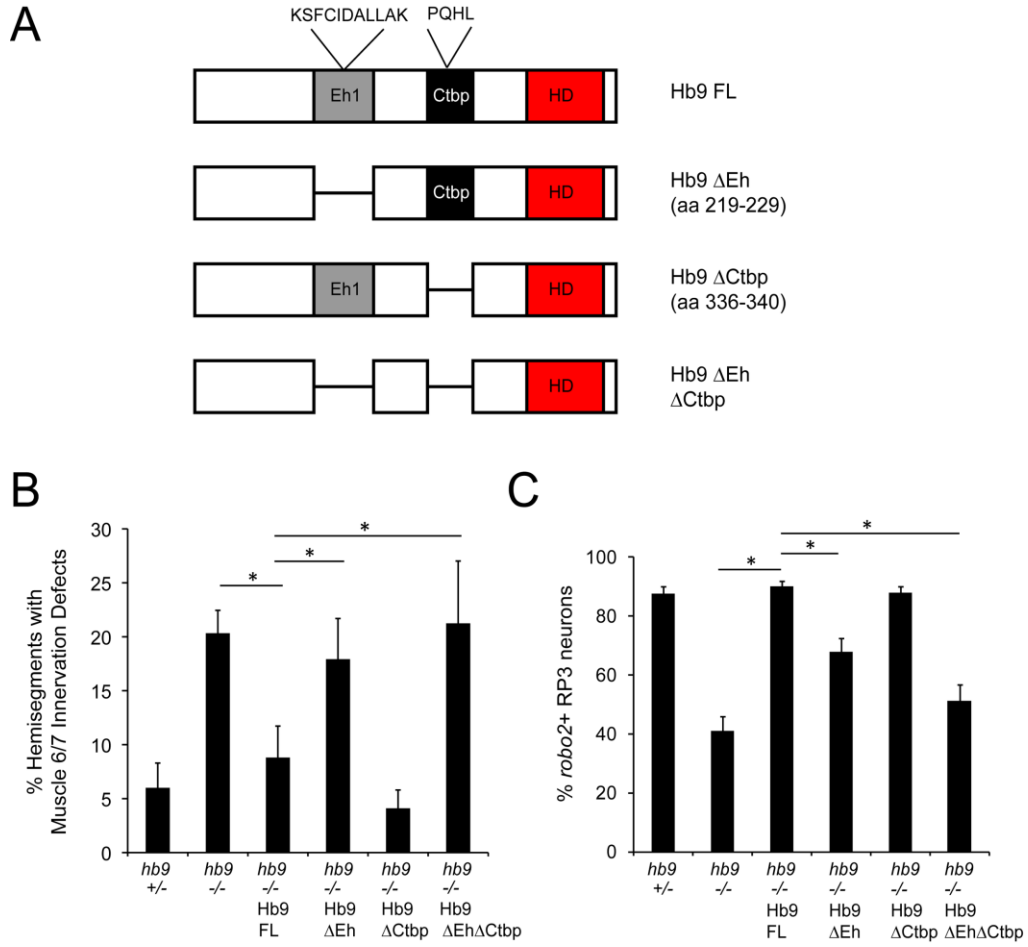 A
KSFCIDALLAK PQHL
Eh1 Ctbp HD Hb9 FL
Ctbp HD Hb9 ΔEh
(aa 219-229)
Eh1 HD Hb9 ΔCtbp
(aa 336-340)
HD Hb9 ΔEh
ΔCtbp
B
% Hemisegments with
Muscle 6/7 Innervation Defects
30
25
20
15
10
5
0
* * *
hb9 hb9 hb9 hb9 hb9 hb9
+/- -/- -/- -/- -/- -/-
Hb9 Hb9 Hb9 Hb9
FL ΔEh ΔCtbp ΔEhΔCtbp
C
% robo2+ RP3 neurons
100
80
60
40
20
0
* * *
hb9 hb9 hb9 hb9 hb9 hb9
+/- -/- -/- -/- -/- -/-
Hb9 Hb9 Hb9 Hb9
FL ΔEh ΔCtbp ΔEhΔCtbp